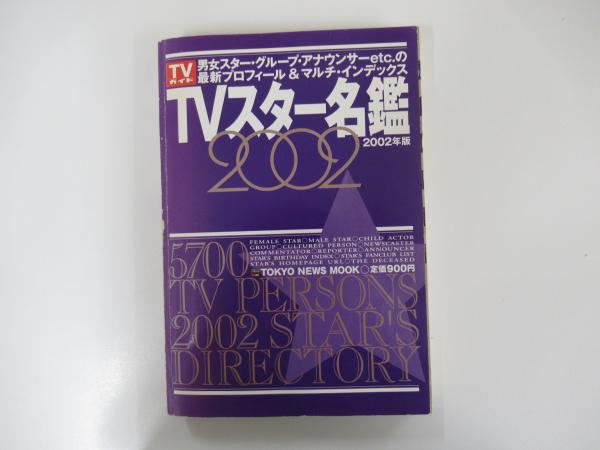 TV
ガイド
男女スター・グループ・アナウンサーetc.の
最新プロフィール&マルチ・インデックス
TVスター名鑑
2002年版
2002
FEMALE STAR○MALE STAR○CHILD ACTOR
GROUP○CULTURED PERSON○NEWSCASTER
COMMENTATOR○REPORTER○ANNOUNCER
STAR'S BIRTHDAY INDEX○STAR'S FANCLUB LIST
STAR'S HOMEPAGE URL○THE DECEASED
TOKYO NEWS MOOK○定価900円
5700
TV PERSONS
2002 STAR'S
DIRECTORY